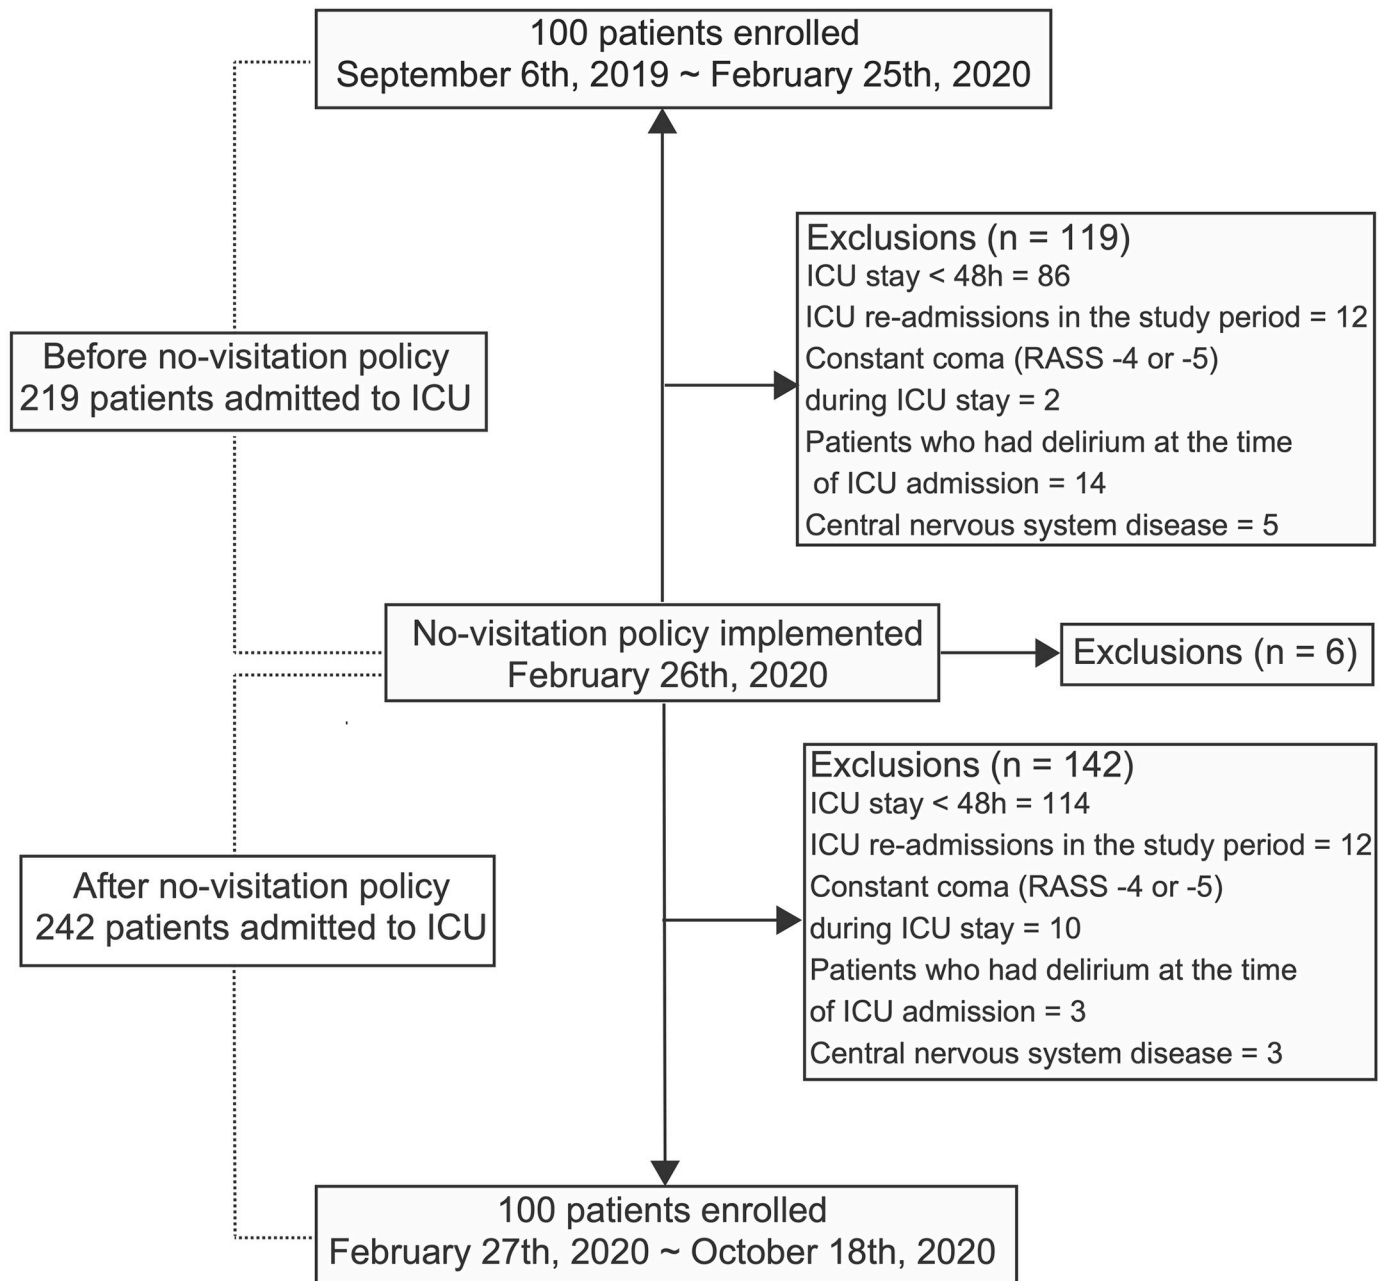 100 patients enrolled
September 6th, 2019 ~ February 25th, 2020
Exclusions (n = 119)
ICU stay < 48h = 86
ICU re-admissions in the study period = 12
Constant coma (RASS -4 or -5)
during ICU stay = 2
Patients who had delirium at the time
of ICU admission = 14
Central nervous system disease = 5
Before no-visitation policy
219 patients admitted to ICU
No-visitation policy implemented
February 26th, 2020
Exclusions (n = 6)
Exclusions (n = 142)
ICU stay < 48h = 114
ICU re-admissions in the study period = 12
Constant coma (RASS -4 or -5)
during ICU stay = 10
Patients who had delirium at the time
of ICU admission = 3
Central nervous system disease = 3
After no-visitation policy
242 patients admitted to ICU
100 patients enrolled
February 27th, 2020 ~ October 18th, 2020